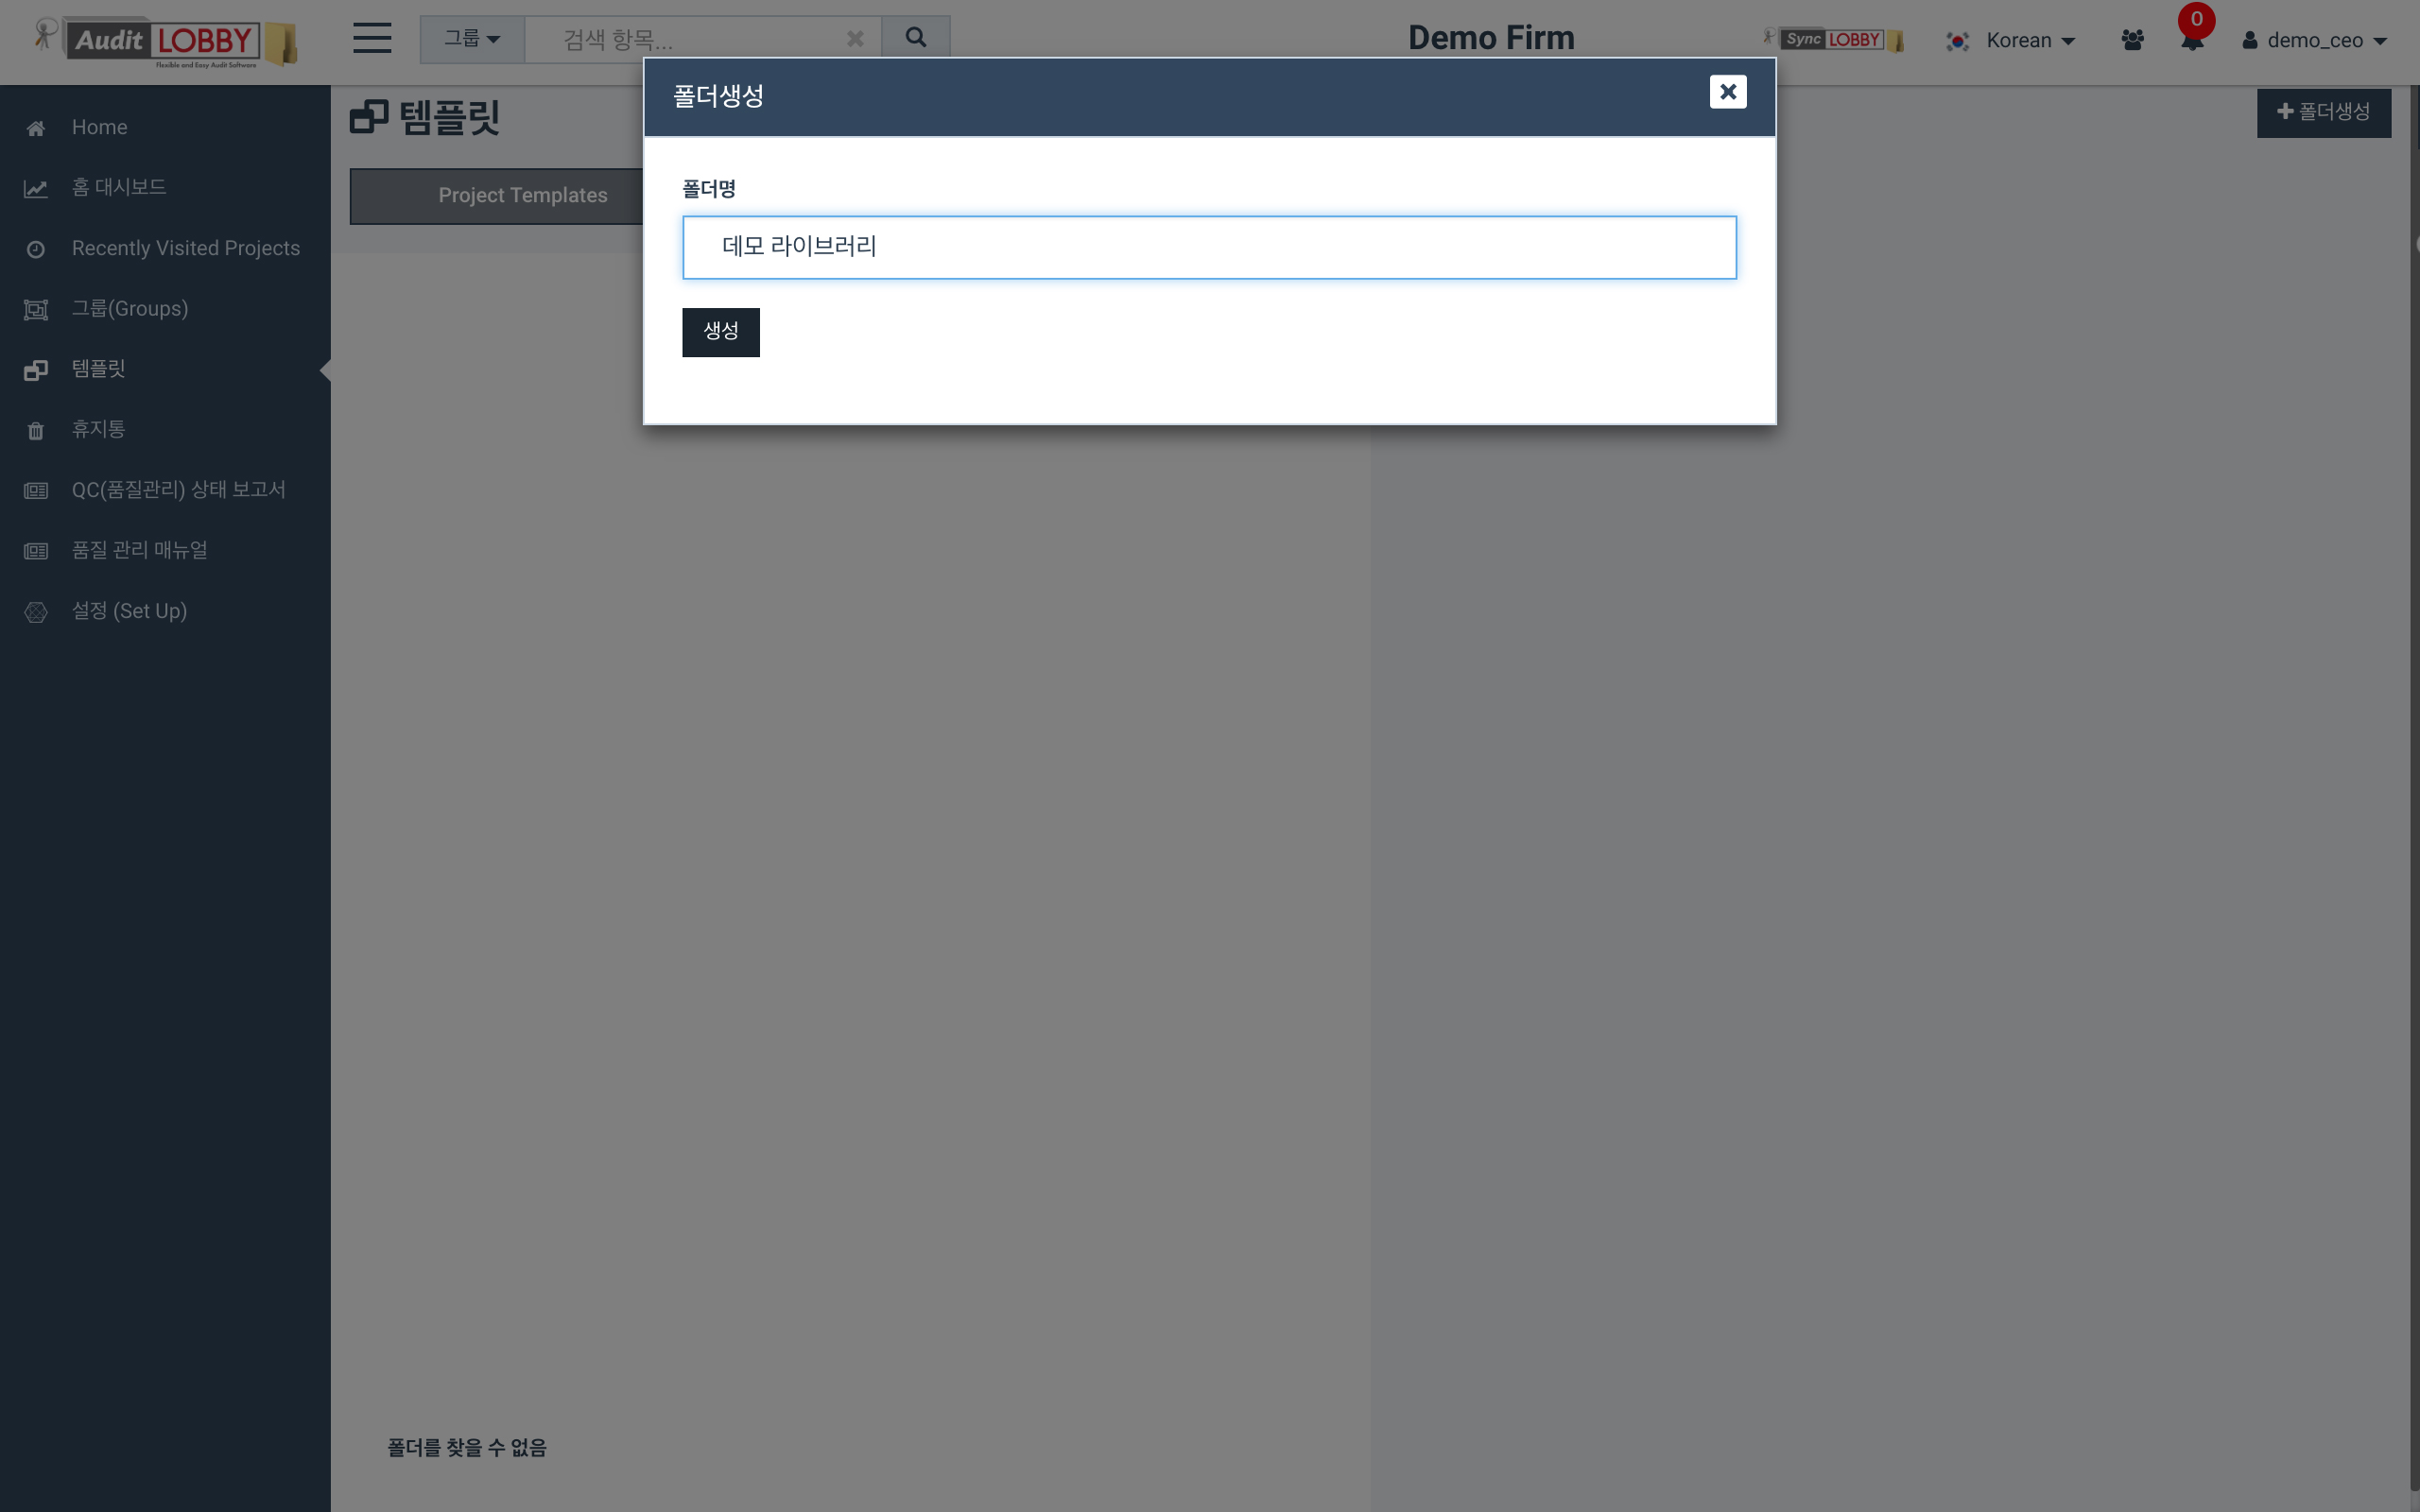 Audit LOBBY
Flexible and Easy Audit Software
그룹
검색 항목...
Demo Firm
Sync LOBBY
Korean
0
demo_ceo
Home
홈 대시보드
Recently Visited Projects
그룹(Groups)
템플릿
휴지통
QC(품질관리) 상태 보고서
품질 관리 매뉴얼
설정 (Set Up)
템플릿
폴더생성
Project Templates
폴더생성
폴더명
데모 라이브러리
생성
폴더를 찾을 수 없음